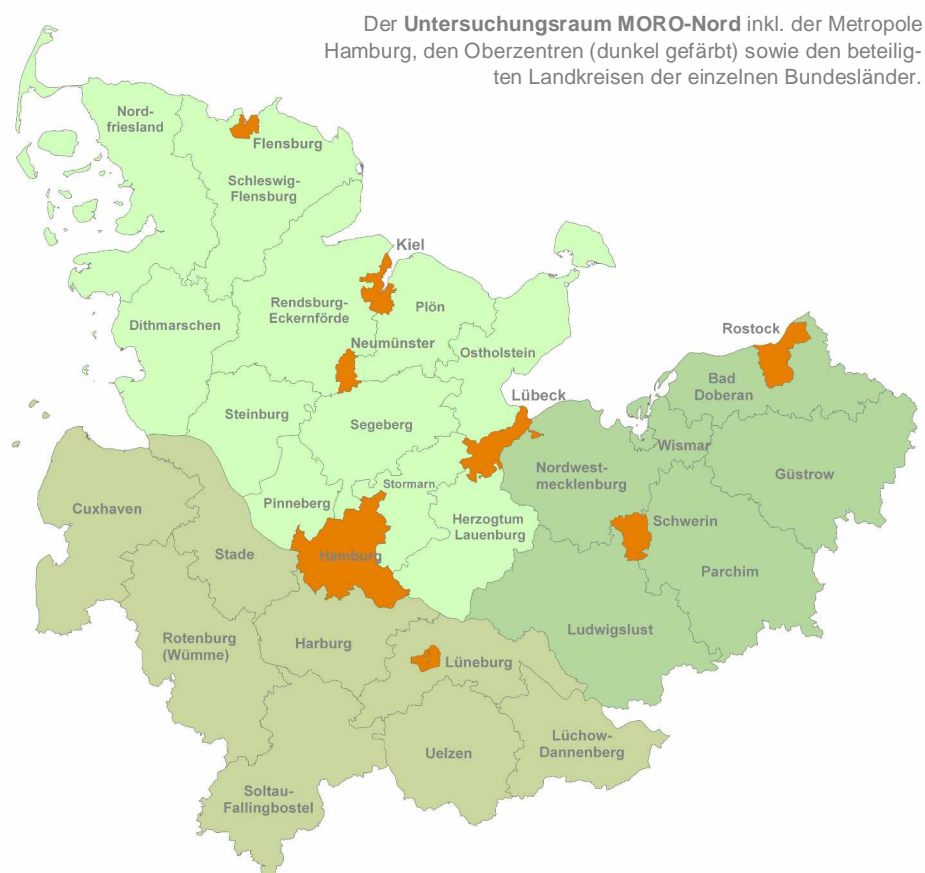 Der Untersuchungsraum MORO-Nord inkl. der Metropole
Hamburg, den Oberzentren (dunkel gefärbt) sowie den beteilig-
ten Landkreisen der einzelnen Bundesländer.
Nord-
friesland
Flensburg
Schleswig-
Flensburg
Kiel
Rendsburg-
Eckernförde
Plön
Dithmarschen
Neumünster
Ostholstein
Rostock
Bad
Doberan
Lübeck
Steinburg
Segeberg
Wismar
Nordwest-
mecklenburg
Güstrow
Stormarn
Pinneberg
Cuxhaven
Herzogtum
Lauenburg
Schwerin
Stade
Hamburg
Parchim
Ludwigslust
Rotenburg
(Wümme)
Harburg
Lüneburg
Lüchow-
Dannenberg
Uelzen
Soltau-
Fallingbostel